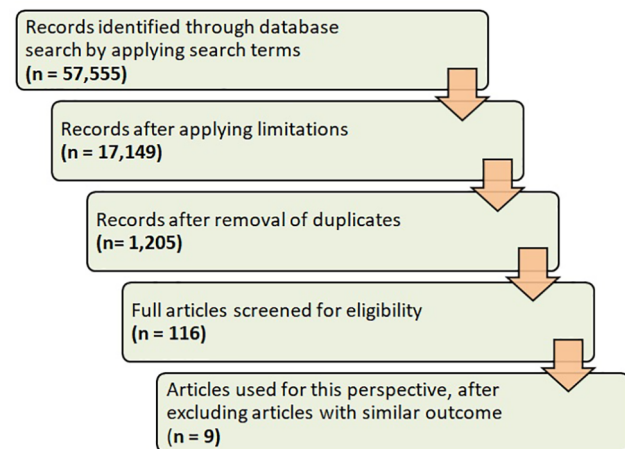 Records identified through database
search by applying search terms
(n = 57,555)
Records after applying limitations
(n = 17,149)
Records after removal of duplicates
(n= 1,205)
Full articles screened for eligibility
(n = 116)
Articles used for this perspective, after
excluding articles with similar outcome
(n = 9)